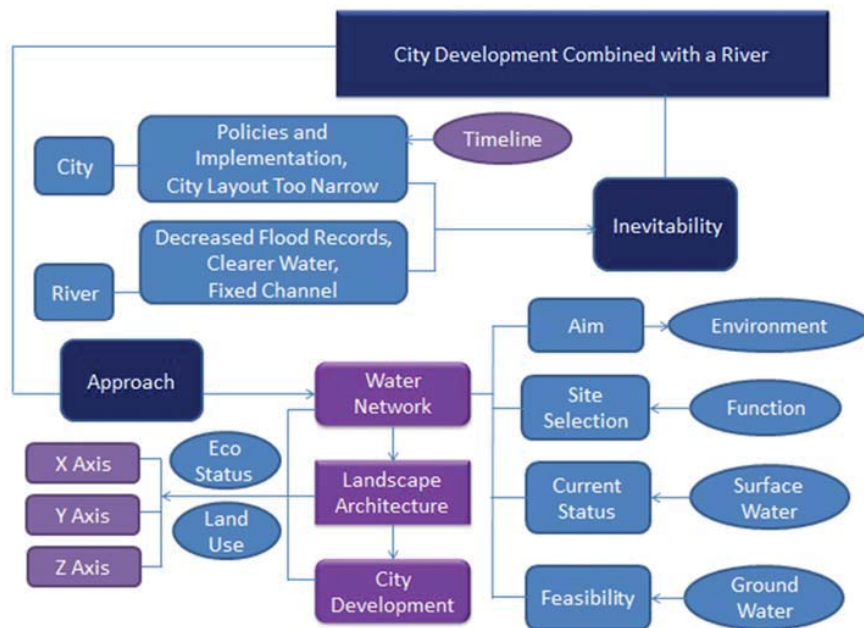 City Development Combined with a River
Policies and
Implementation,
City Layout Too Narrow
Timeline
City
Inevitability
Decreased Flood Records,
Clearer Water,
Fixed Channel
River
Aim
Environment
Approach
Water
Network
Site
Selection
Function
Eco
Status
X Axis
Landscape
Architecture
Current
Status
Surface
Water
Y Axis
Land
Use
Z Axis
City
Development
Feasibility
Ground
Water